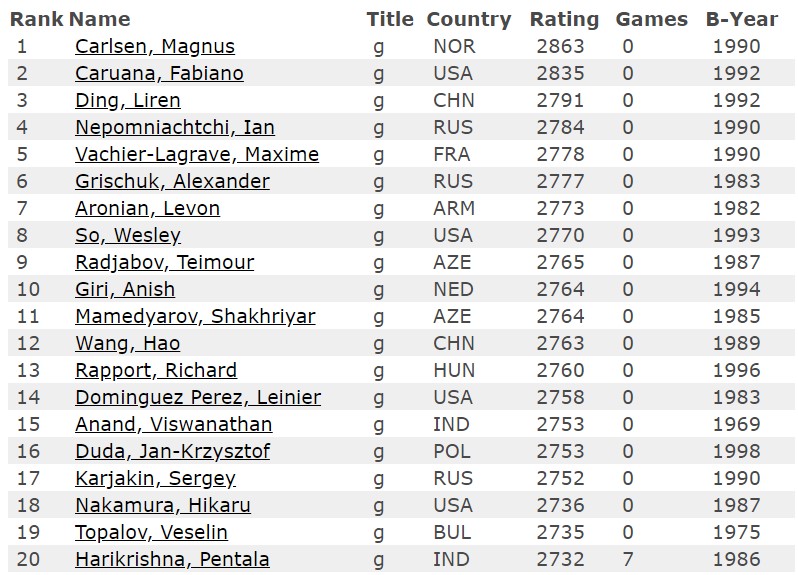 Rank Name Title Country Rating Games B-Year
1 Carlsen, Magnus g NOR 2863 0 1990
2 Caruana, Fabiano g USA 2835 0 1992
3 Ding, Liren g CHN 2791 0 1992
4 Nepomniachtchi, Ian g RUS 2784 0 1990
5 Vachier-Lagrave, Maxime g FRA 2778 0 1990
6 Grischuk, Alexander g RUS 2777 0 1983
7 Aronian, Levon g ARM 2773 0 1982
8 So, Wesley g USA 2770 0 1993
9 Radjabov, Teimour g AZE 2765 0 1987
10 Giri, Anish g NED 2764 0 1994
11 Mamedyarov, Shakhriyar g AZE 2764 0 1985
12 Wang, Hao g CHN 2763 0 1989
13 Rapport, Richard g HUN 2760 0 1996
14 Dominguez Perez, Leinier g USA 2758 0 1983
15 Anand, Viswanathan g IND 2753 0 1969
16 Duda, Jan-Krzysztof g POL 2753 0 1998
17 Karjakin, Sergey g RUS 2752 0 1990
18 Nakamura, Hikaru g USA 2736 0 1987
19 Topalov, Veselin g BUL 2735 0 1975
20 Harikrishna, Pentala g IND 2732 7 1986